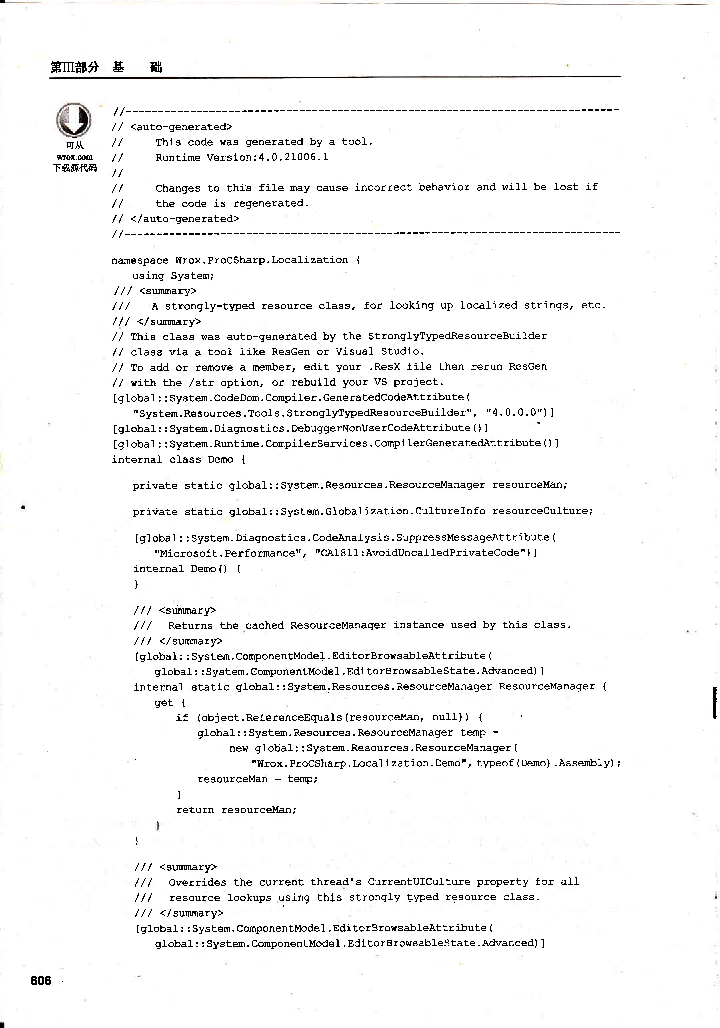 第III部分 基 础
可从
wrox.com
下载源代码
//----------------------------------------------------------------------------
// <auto-generated>
// This code was generated by a tool.
// Runtime Version:4.0.21006.1
//
// Changes to this file may cause incorrect behavior and will be lost if
// the code is regenerated.
// </auto-generated>
//----------------------------------------------------------------------------
namespace Wrox.ProCSharp.Localization {
using System;
/// <summary>
/// A strongly-typed resource class, for looking up localized strings, etc.
/// </summary>
// This class was auto-generated by the StronglyTypedResourceBuilder
// class via a tool like ResGen or Visual Studio.
// To add or remove a member, edit your .ResX file then rerun ResGen
// with the /str option, or rebuild your VS project.
[global::System.CodeDom.Compiler.GeneratedCodeAttribute(
"System.Resources.Tools.StronglyTypedResourceBuilder", "4.0.0.0")]
[global::System.Diagnostics.DebuggerNonUserCodeAttribute()]
[global::System.Runtime.CompilerServices.CompilerGeneratedAttribute()]
internal class Demo {
private static global::System.Resources.ResourceManager resourceMan;
private static global::System.Globalization.CultureInfo resourceCulture;
[global::System.Diagnostics.CodeAnalysis.SuppressMessageAttribute(
"Microsoft.Performance", "CA1811:AvoidUncalledPrivateCode")]
internal Demo() {
}
/// <summary>
/// Returns the cached ResourceManager instance used by this class.
/// </summary>
[global::System.ComponentModel.EditorBrowsableAttribute(
global::System.ComponentModel.EditorBrowsableState.Advanced)]
internal static global::System.Resources.ResourceManager ResourceManager {
get {
if (object.ReferenceEquals(resourceMan, null)) {
global::System.Resources.ResourceManager temp =
new global::System.Resources.ResourceManager(
"Wrox.ProCSharp.Localization.Demo", typeof(Demo).Assembly);
resourceMan = temp;
}
return resourceMan;
}
}
/// <summary>
/// Overrides the current thread's CurrentUICulture property for all
/// resource lookups using this strongly typed resource class.
/// </summary>
[global::System.ComponentModel.EditorBrowsableAttribute(
global::System.ComponentModel.EditorBrowsableState.Advanced)]
606